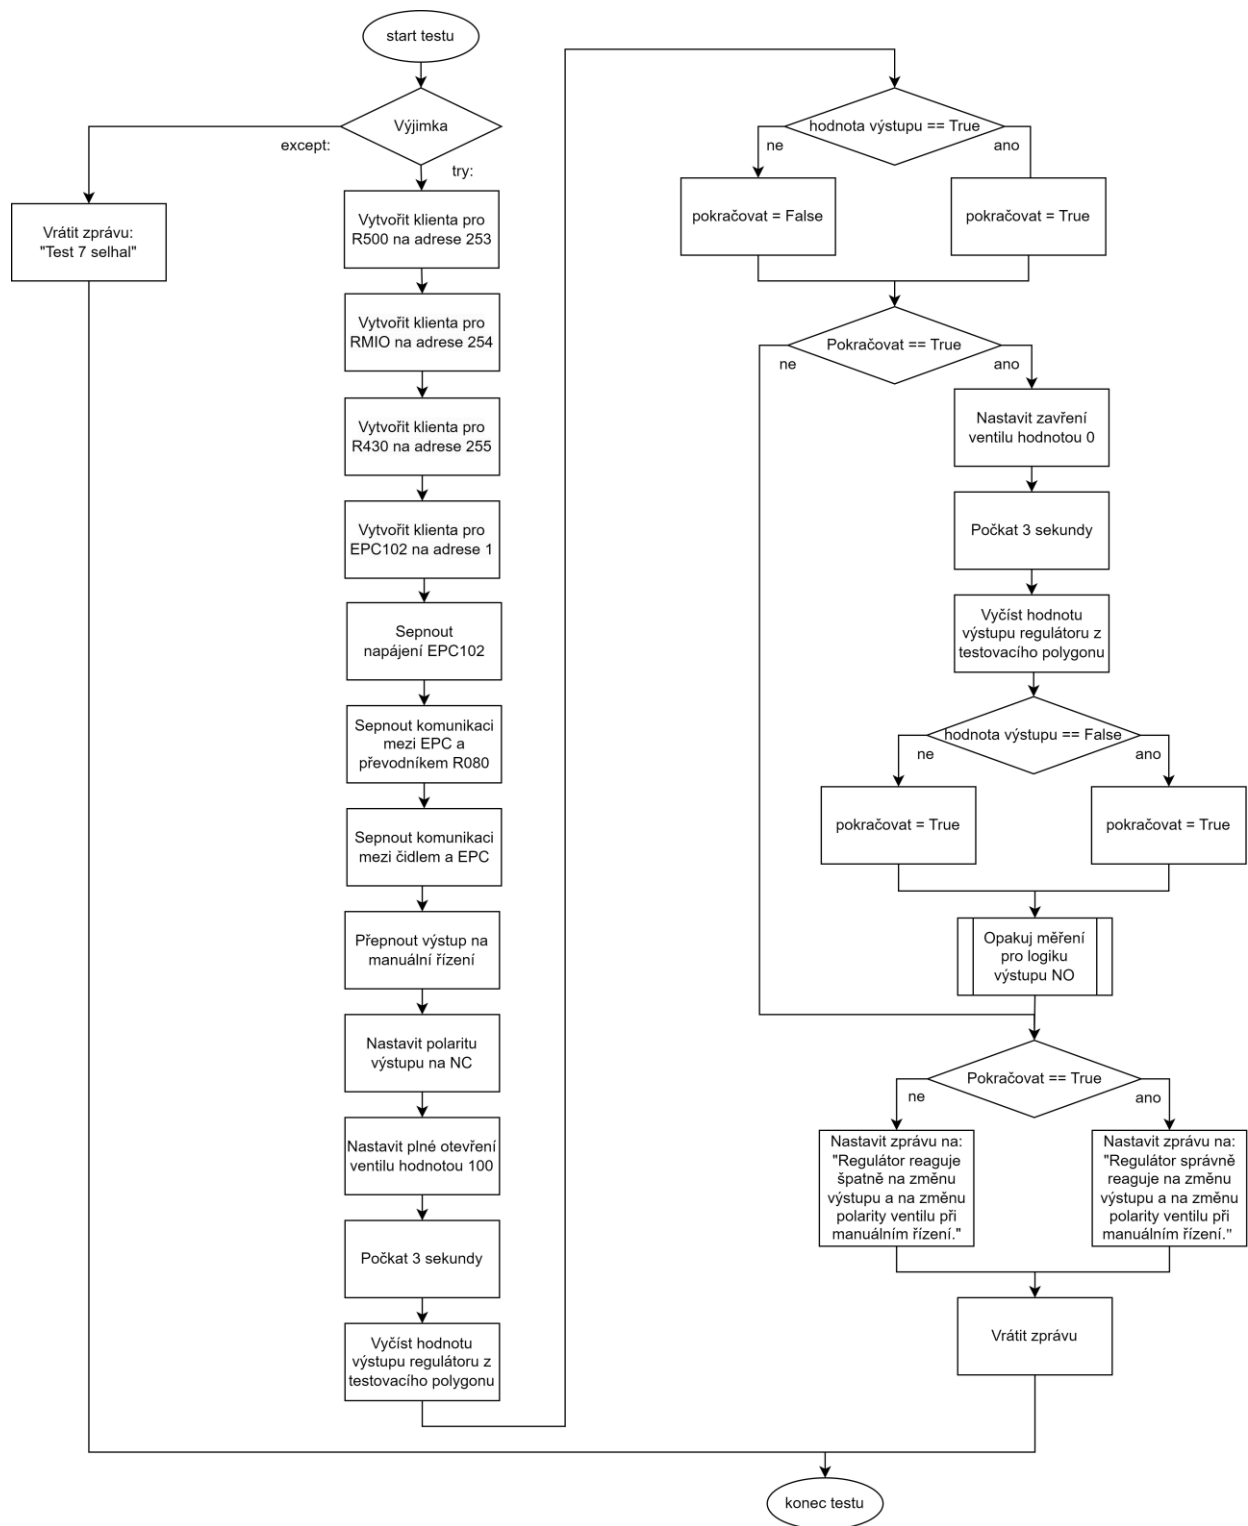 start testu
Výjimka
except:
try:
Vrátit zprávu:
"Test 7 selhal"
Vytvořit klienta pro
R500 na adrese 253
Vytvořit klienta pro
RMIO na adrese 254
Vytvořit klienta pro
R430 na adrese 255
Vytvořit klienta pro
EPC102 na adrese 1
Sepnout
napájení EPC102
Sepnout komunikaci
mezi EPC a
převodníkem R080
Sepnout komunikaci
mezi čidlem a EPC
Přepnout výstup na
manuální řízení
Nastavit polaritu
výstupu na NC
Nastavit plné otevření
ventilu hodnotou 100
Počkat 3 sekundy
Vyčíst hodnotu
výstupu regulátoru z
testovacího polygonu
hodnota výstupu == True
ne
ano
pokračovat = False
pokračovat = True
Pokračovat == True
ne
ano
Nastavit zavření
ventilu hodnotou 0
Počkat 3 sekundy
Vyčíst hodnotu
výstupu regulátoru z
testovacího polygonu
hodnota výstupu == False
ne
ano
pokračovat = True
pokračovat = True
Opakuj měření
pro logiku
výstupu NO
Pokračovat == True
ne
ano
Nastavit zprávu na:
"Regulátor reaguje
špatně na změnu
výstupu a na změnu
polarity ventilu při
manuálním řízení."
Nastavit zprávu na:
"Regulátor správně
reaguje na změnu
výstupu a na změnu
polarity ventilu při
manuálním řízení."
Vrátit zprávu
konec testu